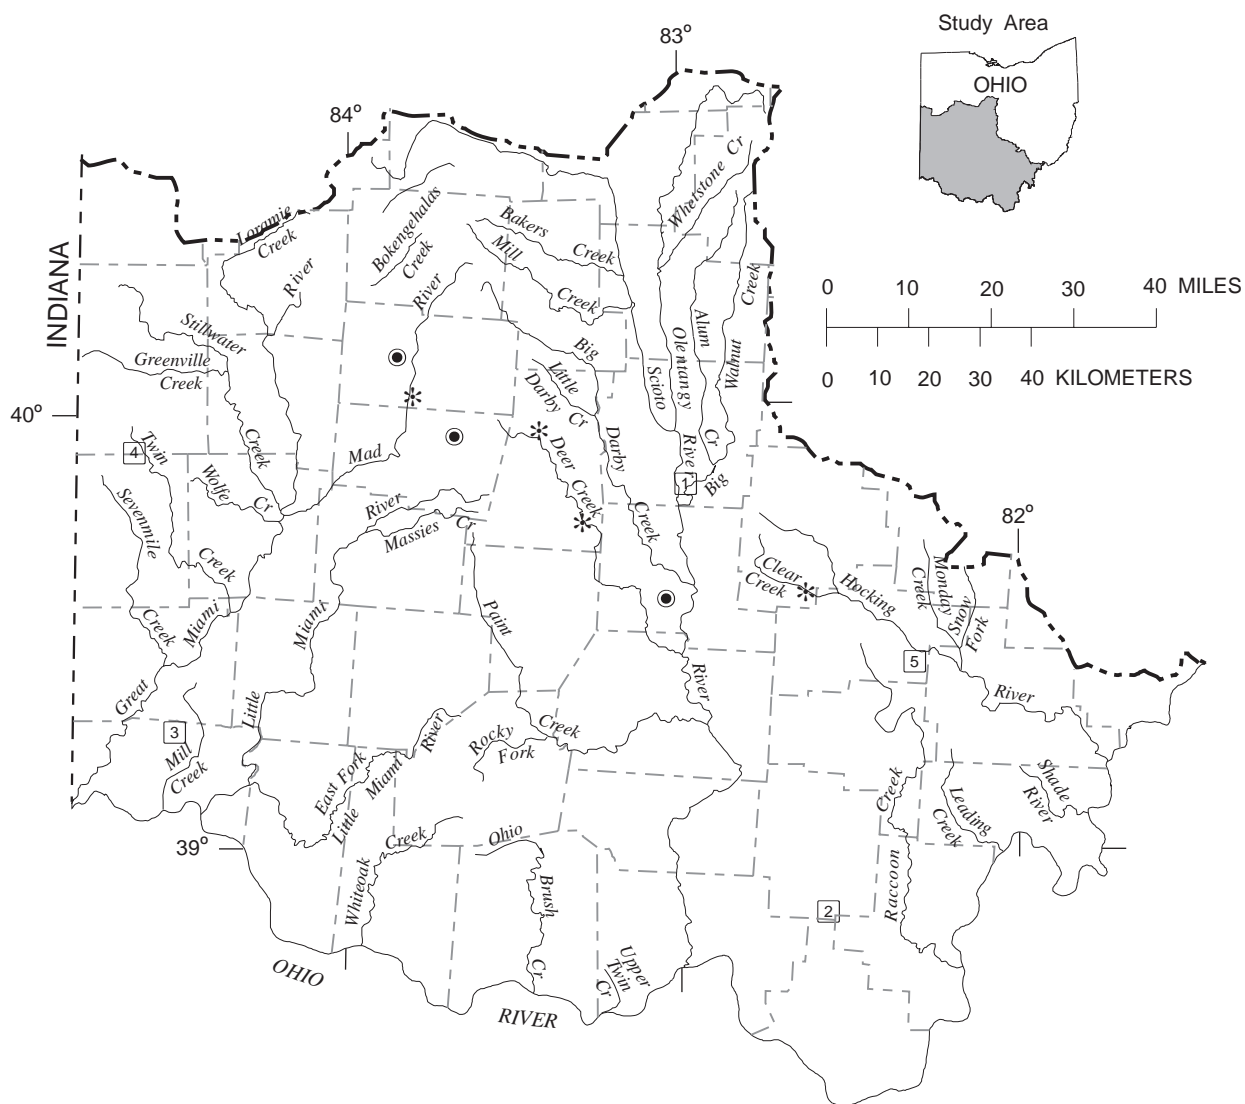 Study Area
OHIO
83°
84°
INDIANA
40°
39°
82°
0 10 20 30 40 MILES
0 10 20 30 40 KILOMETERS
Loramie
Creek
River
Bokengehalas
Creek
River
Bakers
Creek
Mill
Creek
Whetstone Cr
Creek
Alum
Walnut
Olentangy
Scioto
Big
Little
Darby
Cr
Stillwater
Greenville
Creek
Creek
Twin
4
Wolfe
Cr
Mad
Deer
Creek
Darby
Creek
Cr
River
1
Big
Sevenmile
Creek
River
Massies
Cr
Creek
Miami
Miami
Paint
Clear
Creek
Hocking
Creek
Monday
Snow
Fork
5
River
River
Great
3
Mill
Creek
Little
East Fork
Little
Miami
River
Rocky
Fork
Creek
Creek
Leading
Creek
Shade
River
Whiteoak
Creek
Ohio
Brush
Cr
Raccoon
2
Upper
Twin
Cr
OHIO
RIVER